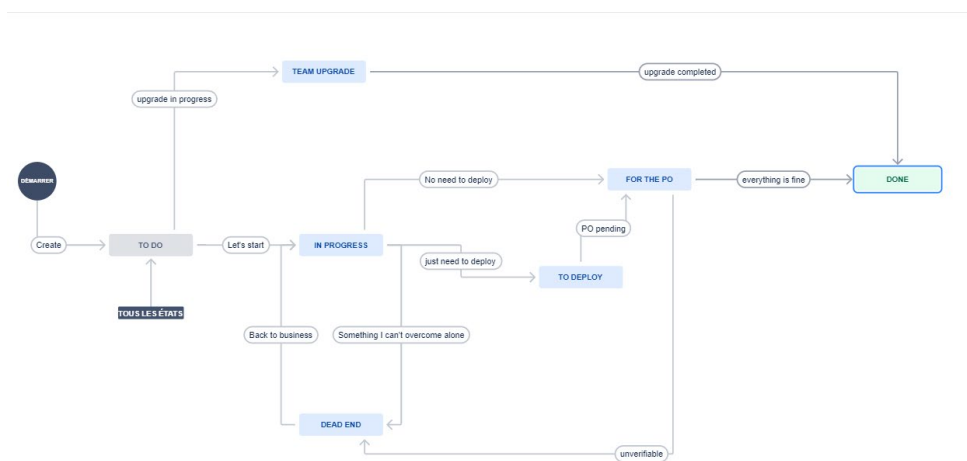 TEAM UPGRADE
upgrade completed
upgrade in progress
DÉMARRER
No need to deploy
FOR THE PO
everything is fine
DONE
PO pending
Create
TO DO
Let's start
IN PROGRESS
just need to deploy
TO DEPLOY
TOUS LES ÉTATS
Back to business
Something I can't overcome alone
DEAD END
unverifiable